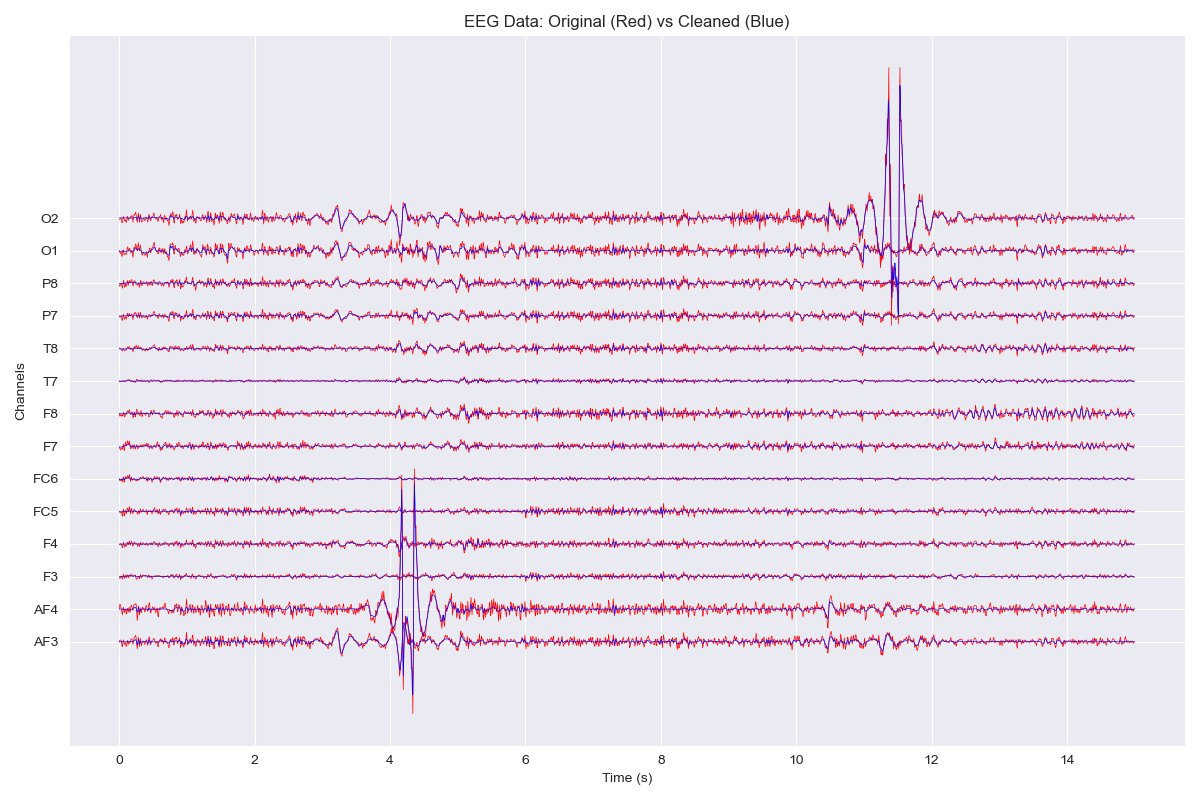 EEG Data: Original (Red) vs Cleaned (Blue)
Channels
O2
O1
P8
P7
T8
T7
F8
F7
FC6
FC5
F4
F3
AF4
AF3
0 2 4 6 8 10 12 14
Time (s)